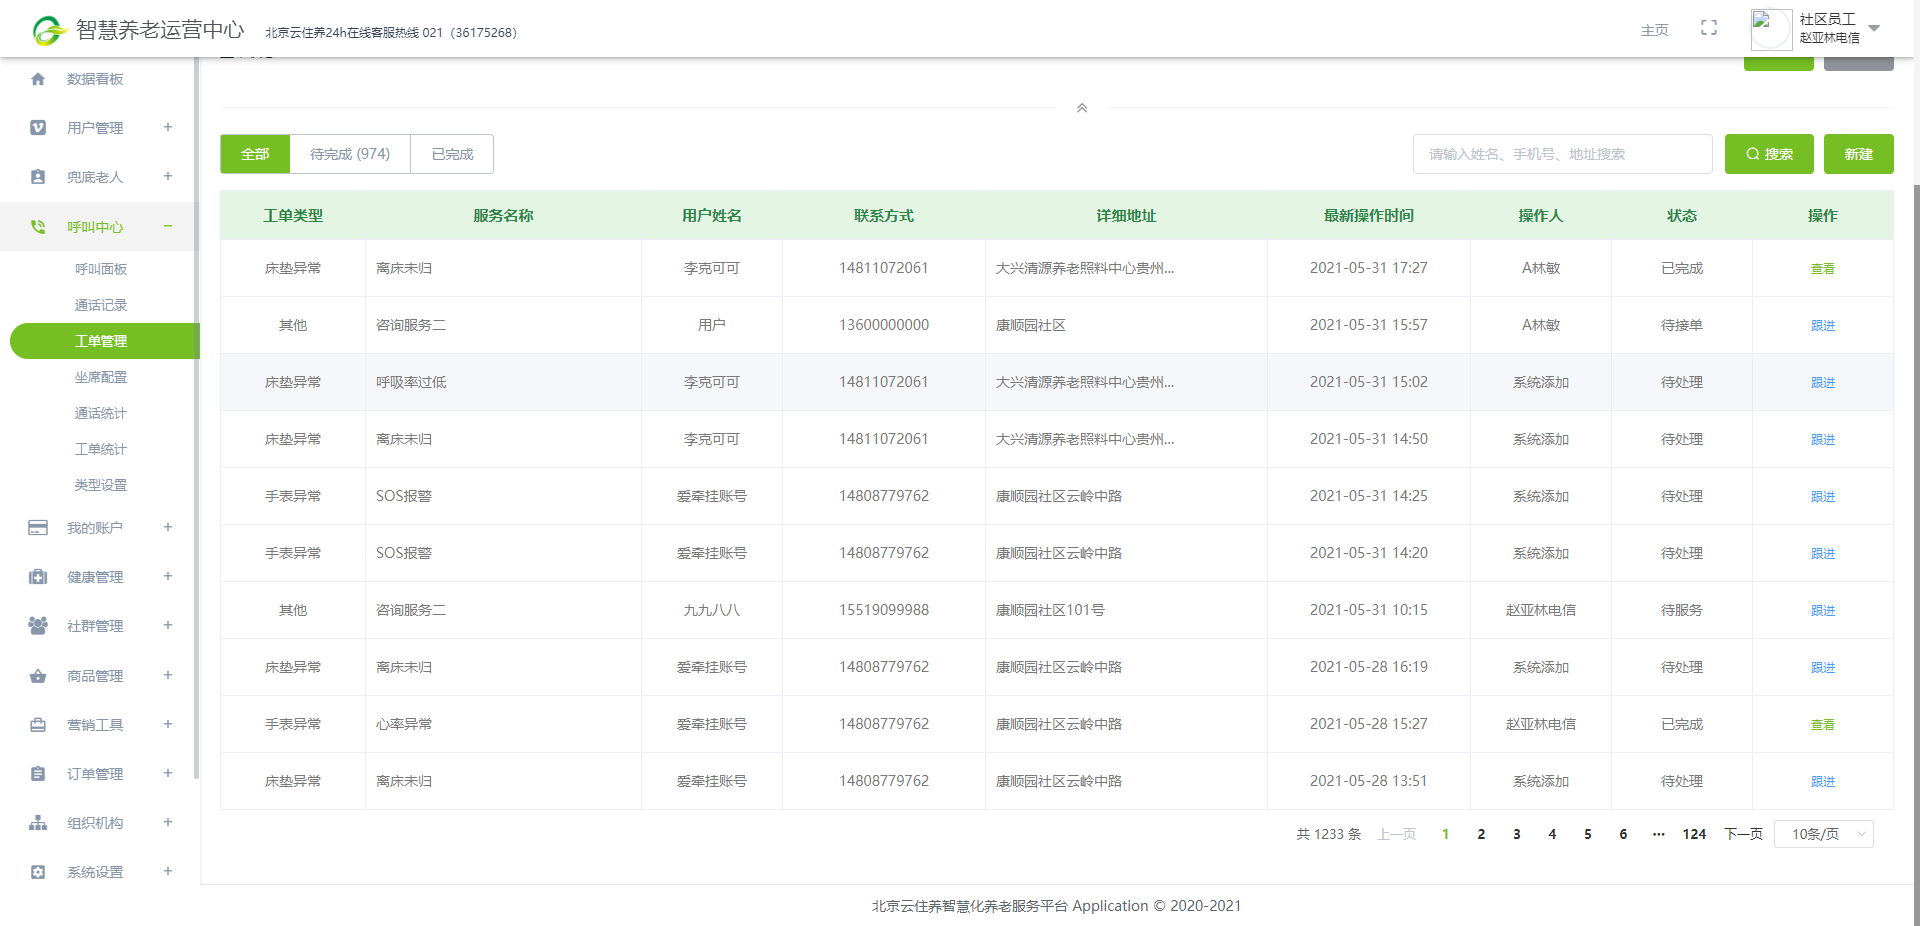 智慧养老运营中心 北京云住养24h在线客服热线 021（36175268）
主页
社区员工
赵亚林电信
数据看板
用户管理 +
兜底老人 +
呼叫中心 −
呼叫面板
通话记录
工单管理
坐席配置
通话统计
工单统计
类型设置
我的账户 +
健康管理 +
社群管理 +
商品管理 +
营销工具 +
订单管理 +
组织机构 +
系统设置 +
全部 待完成 (974) 已完成
请输入姓名、手机号、地址搜索 搜索 新建
工单类型 服务名称 用户姓名 联系方式 详细地址 最新操作时间 操作人 状态 操作
床垫异常 离床未归 李克可可 14811072061 大兴清源养老照料中心贵州... 2021-05-31 17:27 A林敏 已完成 查看
其他 咨询服务二 用户 13600000000 康顺园社区 2021-05-31 15:57 A林敏 待接单 跟进
床垫异常 呼吸率过低 李克可可 14811072061 大兴清源养老照料中心贵州... 2021-05-31 15:02 系统添加 待处理 跟进
床垫异常 离床未归 李克可可 14811072061 大兴清源养老照料中心贵州... 2021-05-31 14:50 系统添加 待处理 跟进
手表异常 SOS报警 爱牵挂账号 14808779762 康顺园社区云岭中路 2021-05-31 14:25 系统添加 待处理 跟进
手表异常 SOS报警 爱牵挂账号 14808779762 康顺园社区云岭中路 2021-05-31 14:20 系统添加 待处理 跟进
其他 咨询服务二 九九八八 15519099988 康顺园社区101号 2021-05-31 10:15 赵亚林电信 待服务 跟进
床垫异常 离床未归 爱牵挂账号 14808779762 康顺园社区云岭中路 2021-05-28 16:19 系统添加 待处理 跟进
手表异常 心率异常 爱牵挂账号 14808779762 康顺园社区云岭中路 2021-05-28 15:27 赵亚林电信 已完成 查看
床垫异常 离床未归 爱牵挂账号 14808779762 康顺园社区云岭中路 2021-05-28 13:51 系统添加 待处理 跟进
共 1233 条 上一页 1 2 3 4 5 6 ··· 124 下一页 10条/页
北京云住养智慧化养老服务平台 Application © 2020-2021